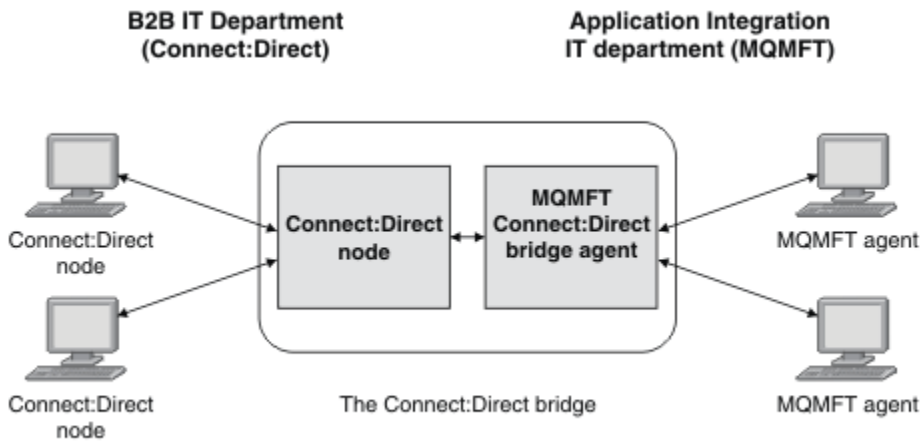 B2B IT Department
(Connect:Direct)
Application Integration
IT department (MQMFT)
Connect:Direct
node
Connect:Direct
node
Connect:Direct
node
MQMFT
Connect:Direct
bridge agent
MQMFT agent
MQMFT agent
The Connect:Direct bridge